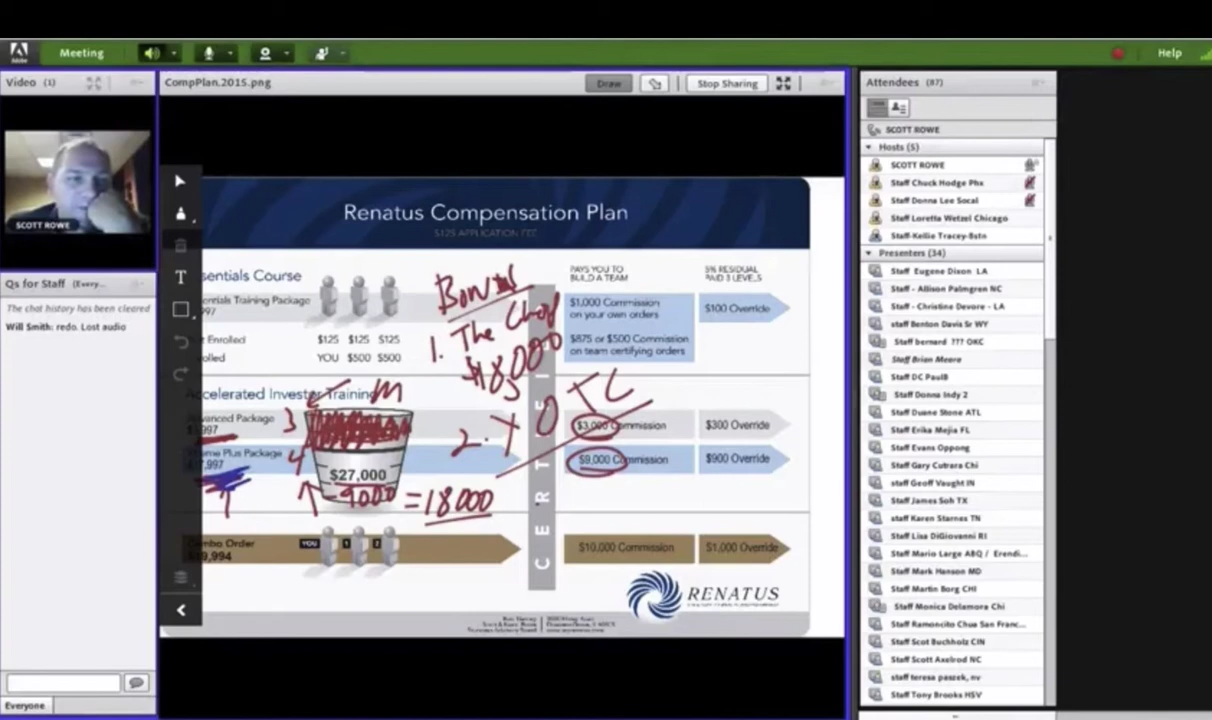 Meeting
Help
Video (1)
CompPlan.2015.png
Draw
Stop Sharing
Attendees (87)
SCOTT ROWE
Hosts (5)
SCOTT ROWE
Staff Chuck Hodge Phx
Staff Donna Lee Socal
Staff Loretta Wetzel Chicago
Staff-Kellie Tracey-Bstn
Presenters (34)
Staff Eugene Dixon LA
Staff - Allison Palmgren NC
Staff - Christine Devore - LA
staff Benton Davis Sr WY
Staff bernard ??? OKC
Staff Brian Meere
Staff DC PaulB
Staff Donna Indy 2
Staff Duane Stone ATL
Staff Erika Mejia FL
Staff Evans Oppong
Staff Gary Cutrara Chi
staff Geoff Vaught IN
Staff James Soh TX
staff Karen Starnes TN
Staff Lisa DiGiovanni RI
Staff Mario Large ABQ / Erendi...
Staff Mark Hanson MD
Staff Martin Borg CHI
Staff Monica Delamora Chi
Staff Ramoncito Chua San Franc...
Staff Scot Buchholz CIN
Staff Scott Axelrod NC
staff teresa paszek, nv
Staff Tony Brooks HSV
SCOTT ROWE
Qs for Staff (Every...
The chat history has been cleared
Will Smith: redo. Lost audio
Everyone
Renatus Compensation Plan
$125 APPLICATION FEE
sentials Course
entials Training Package
997
Enrolled
$125 $125 $125
olled
YOU $500 $500
PAYS YOU TO
BUILD A TEAM
5% RESIDUAL
PAID 3 LEVELS
$1,000 Commission
on your own orders
$875 or $500 Commission
on team certifying orders
$100 Override
Bonus
1. The Chof
$18,000
2. YO TC
Accelerated Investor Training
M
3
4
Advanced Package
997
me Plus Package
,997
$27,000
- 9000 = 18000
$3,000 Commission
$300 Override
$9,000 Commission
$900 Override
CERTIFIED
Combo Order
9,994
YOU 1 2
$10,000 Commission
$1,000 Override
RENATUS